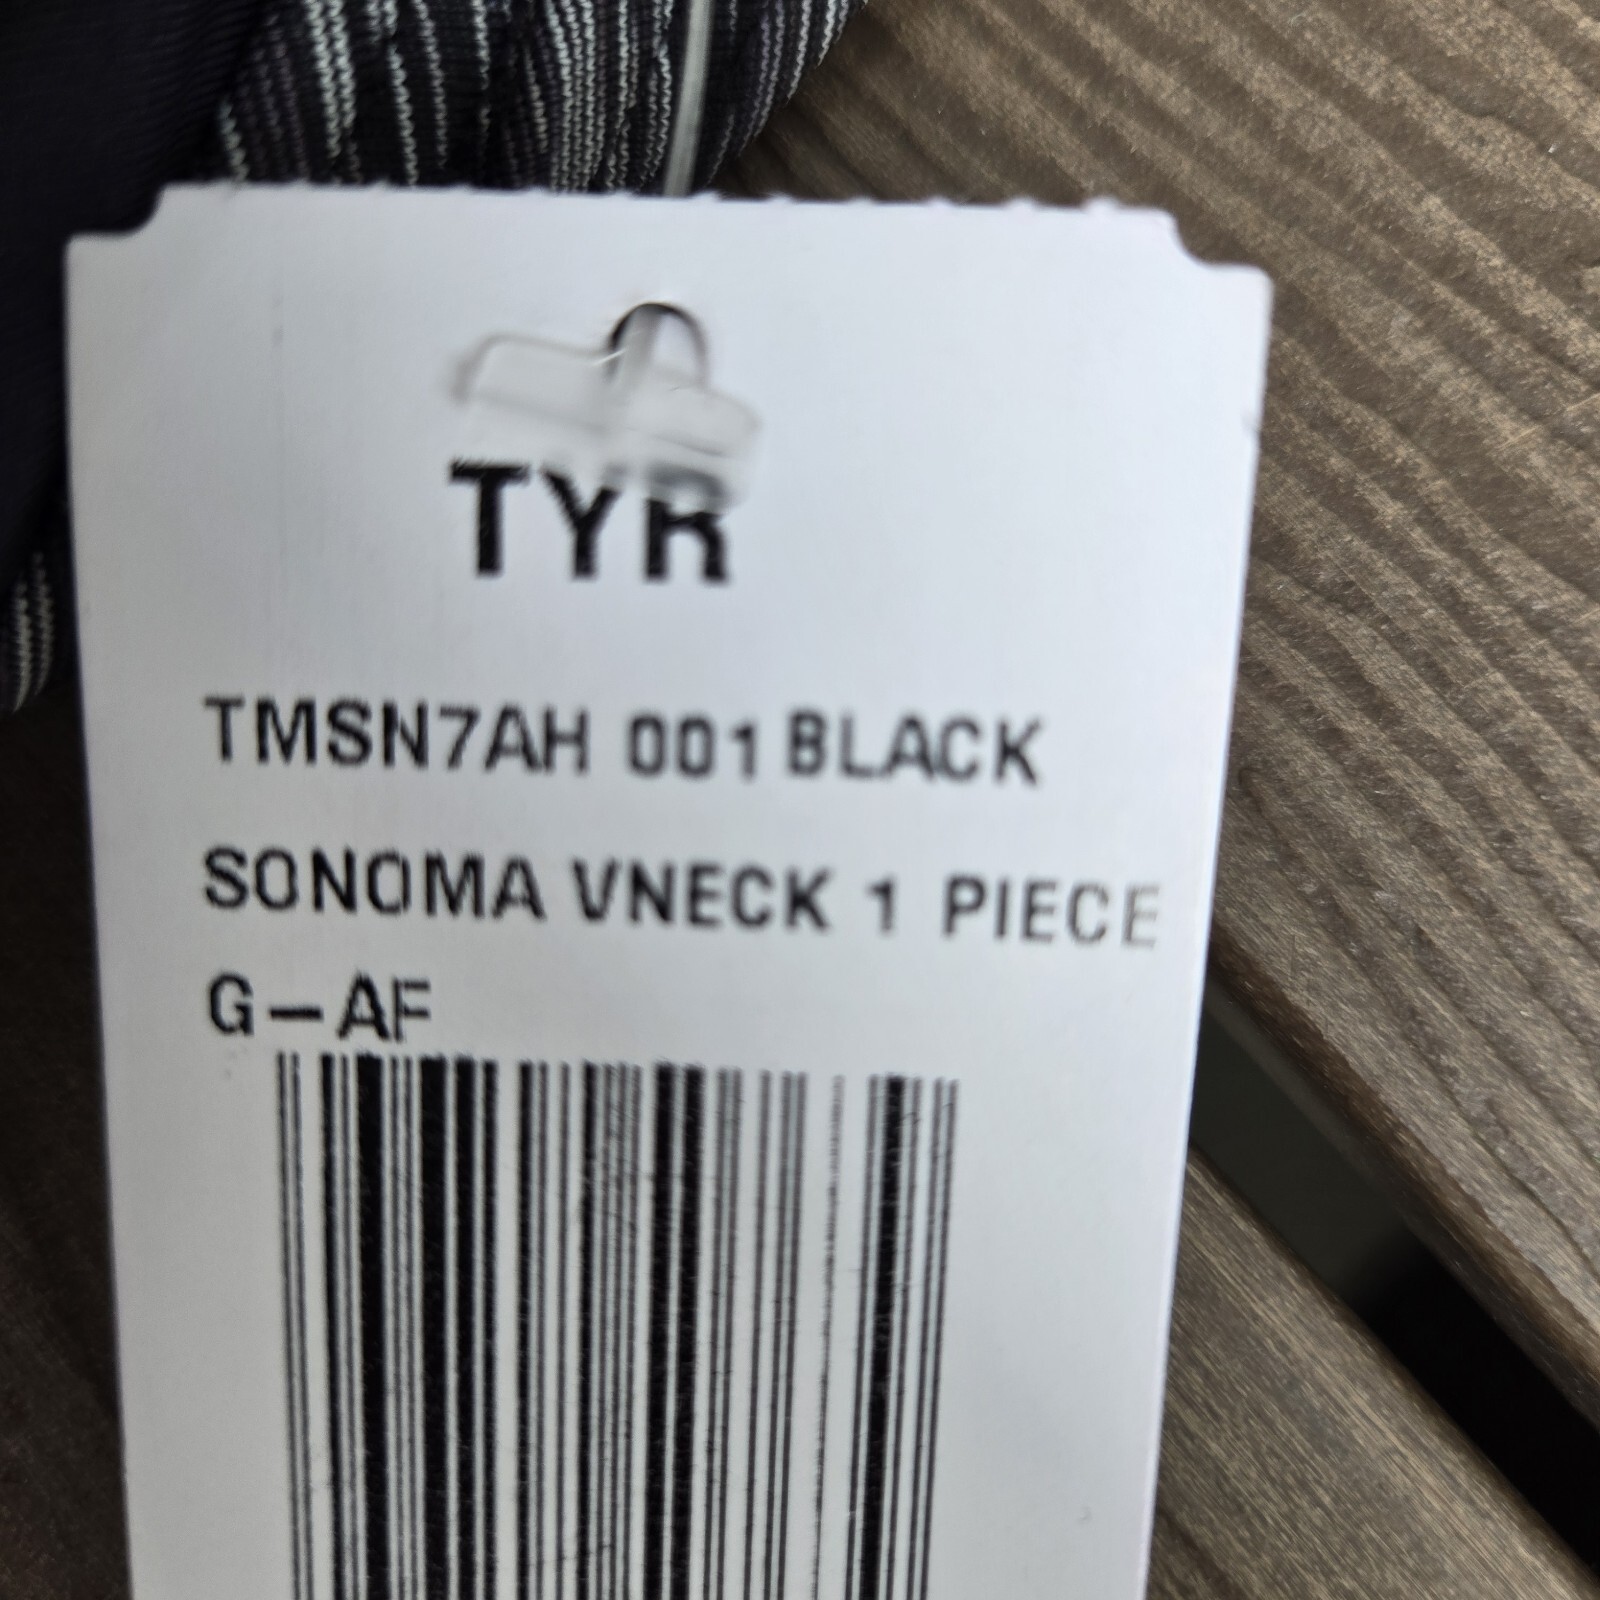 TYR
TMSN7AH 001 BLACK
SONOMA VNECK 1 PIECE
G-AF